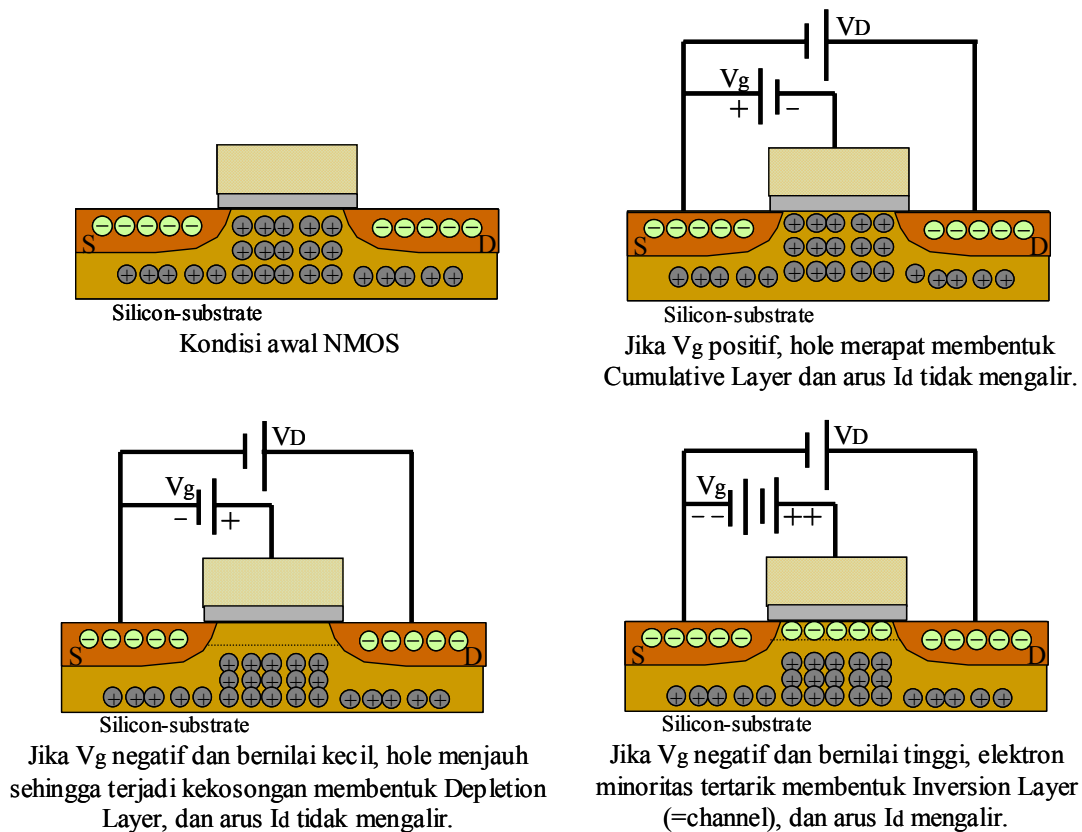 S
D
Silicon-substrate
Kondisi awal NMOS
VD
Vg
+ -
S
D
Silicon-substrate
Jika Vg positif, hole merapat membentuk
Cumulative Layer dan arus Id tidak mengalir.
VD
Vg
- +
S
D
Silicon-substrate
Jika Vg negatif dan bernilai kecil, hole menjauh
sehingga terjadi kekosongan membentuk Depletion
Layer, dan arus Id tidak mengalir.
VD
Vg
-- ++
S
D
Silicon-substrate
Jika Vg negatif dan bernilai tinggi, elektron
minoritas tertarik membentuk Inversion Layer
(=channel), dan arus Id mengalir.